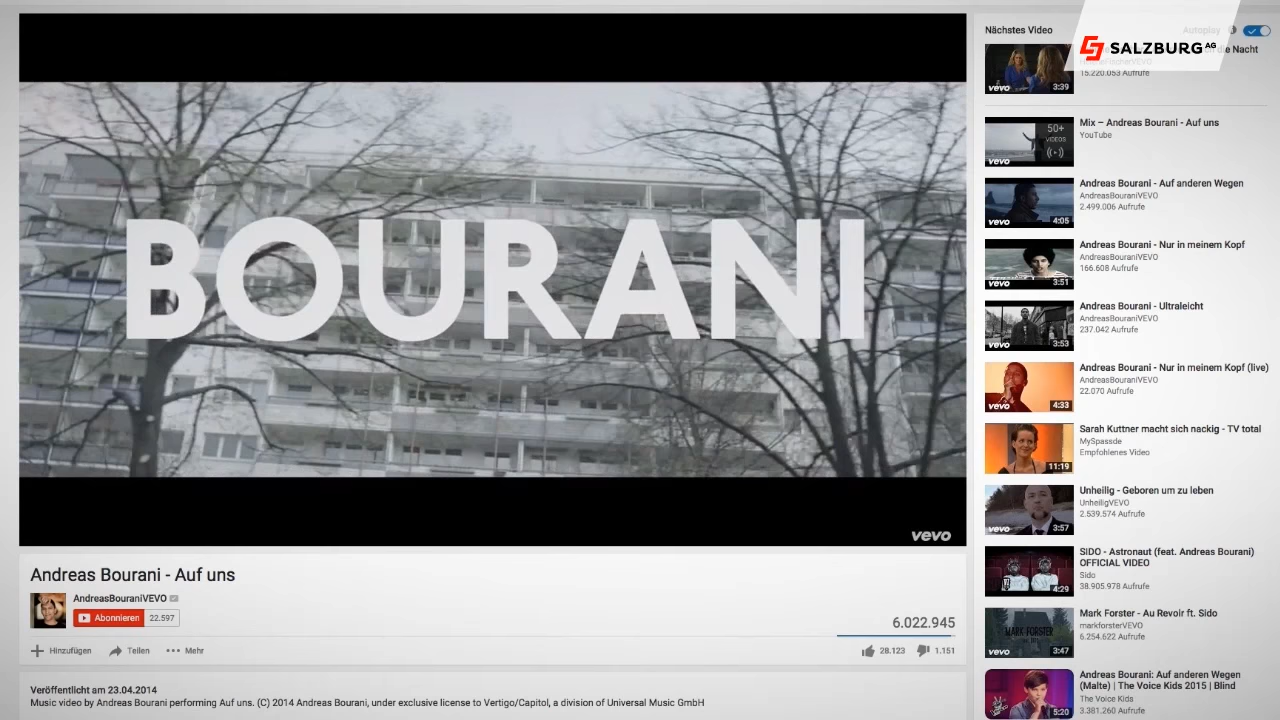 BOURANI
vevo
Andreas Bourani - Auf uns
AndreasBouraniVEVO
Abonnieren 22.597
6.022.945
Hinzufügen Teilen Mehr
28.123 1.151
Veröffentlicht am 23.04.2014
Music video by Andreas Bourani performing Auf uns. (C) 2014 Andreas Bourani, under exclusive license to Vertigo/Capitol, a division of Universal Music GmbH
Nächstes Video
Autoplay
SALZBURG AG
die Nacht
15.220.053 Aufrufe
vevo 3:39
Mix – Andreas Bourani - Auf uns
YouTube
50+
VIDEOS
vevo
Andreas Bourani - Auf anderen Wegen
AndreasBouraniVEVO
2.499.006 Aufrufe
vevo 4:05
Andreas Bourani - Nur in meinem Kopf
AndreasBouraniVEVO
166.608 Aufrufe
vevo 3:51
Andreas Bourani - Ultraleicht
AndreasBouraniVEVO
237.042 Aufrufe
vevo 3:53
Andreas Bourani - Nur in meinem Kopf (live)
AndreasBouraniVEVO
22.070 Aufrufe
vevo 4:33
Sarah Kuttner macht sich nackig - TV total
MySpassde
Empfohlenes Video
11:19
Unheilig - Geboren um zu leben
UnheiligVEVO
2.539.574 Aufrufe
vevo 3:57
SIDO - Astronaut (feat. Andreas Bourani)
OFFICIAL VIDEO
Sido
38.905.978 Aufrufe
4:29
Mark Forster - Au Revoir ft. Sido
markforsterVEVO
6.254.622 Aufrufe
MARK FORSTER
vevo 3:47
Andreas Bourani: Auf anderen Wegen
(Malte) | The Voice Kids 2015 | Blind
The Voice Kids
3.381.260 Aufrufe
5:20